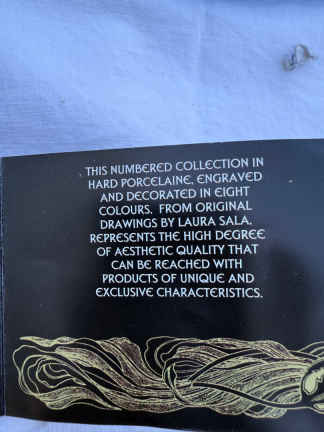 THIS NUMBERED COLLECTION IN
HARD PORCELAINE, ENGRAVED
AND DECORATED IN EIGHT
COLOURS, FROM ORIGINAL
DRAWINGS BY LAURA SALA,
REPRESENTS THE HIGH DEGREE
OF AESTHETIC QUALITY THAT
CAN BE REACHED WITH
PRODUCTS OF UNIQUE AND
EXCLUSIVE CHARACTERISTICS.